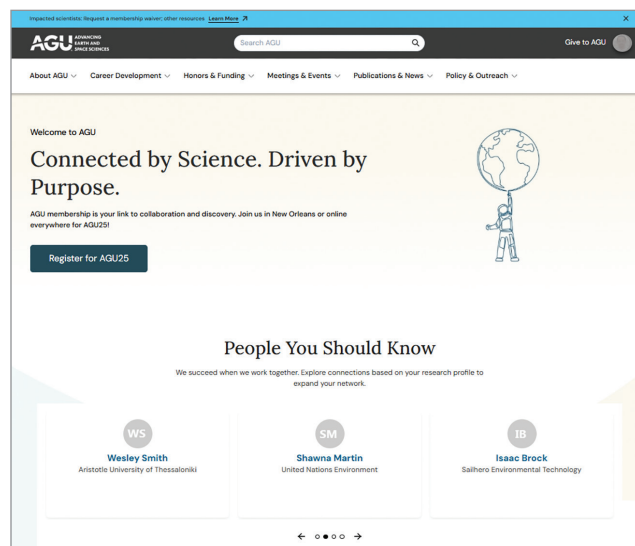 Impacted scientists: Request a membership waiver; other resources Learn More
AGU ADVANCING EARTH AND SPACE SCIENCES
Search AGU
Give to AGU
About AGU
Career Development
Honors & Funding
Meetings & Events
Publications & News
Policy & Outreach
Welcome to AGU
Connected by Science. Driven by
Purpose.
AGU membership is your link to collaboration and discovery. Join us in New Orleans or online
everywhere for AGU25!
Register for AGU25
People You Should Know
We succeed when we work together. Explore connections based on your research profile to
expand your network.
WS
Wesley Smith
Aristotle University of Thessaloniki
SM
Shawna Martin
United Nations Environment
IB
Isaac Brock
Sailhero Environmental Technology